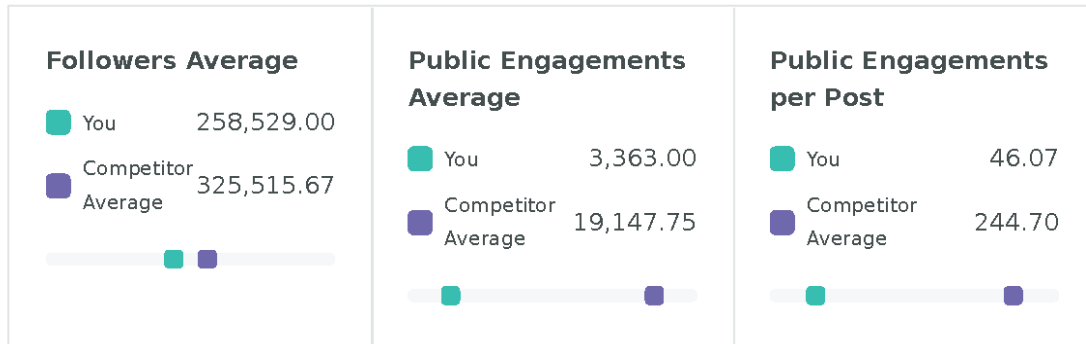 Followers Average
You 258,529.00
Competitor
Average 325,515.67
Public Engagements
Average
You 3,363.00
Competitor
Average 19,147.75
Public Engagements
per Post
You 46.07
Competitor
Average 244.70